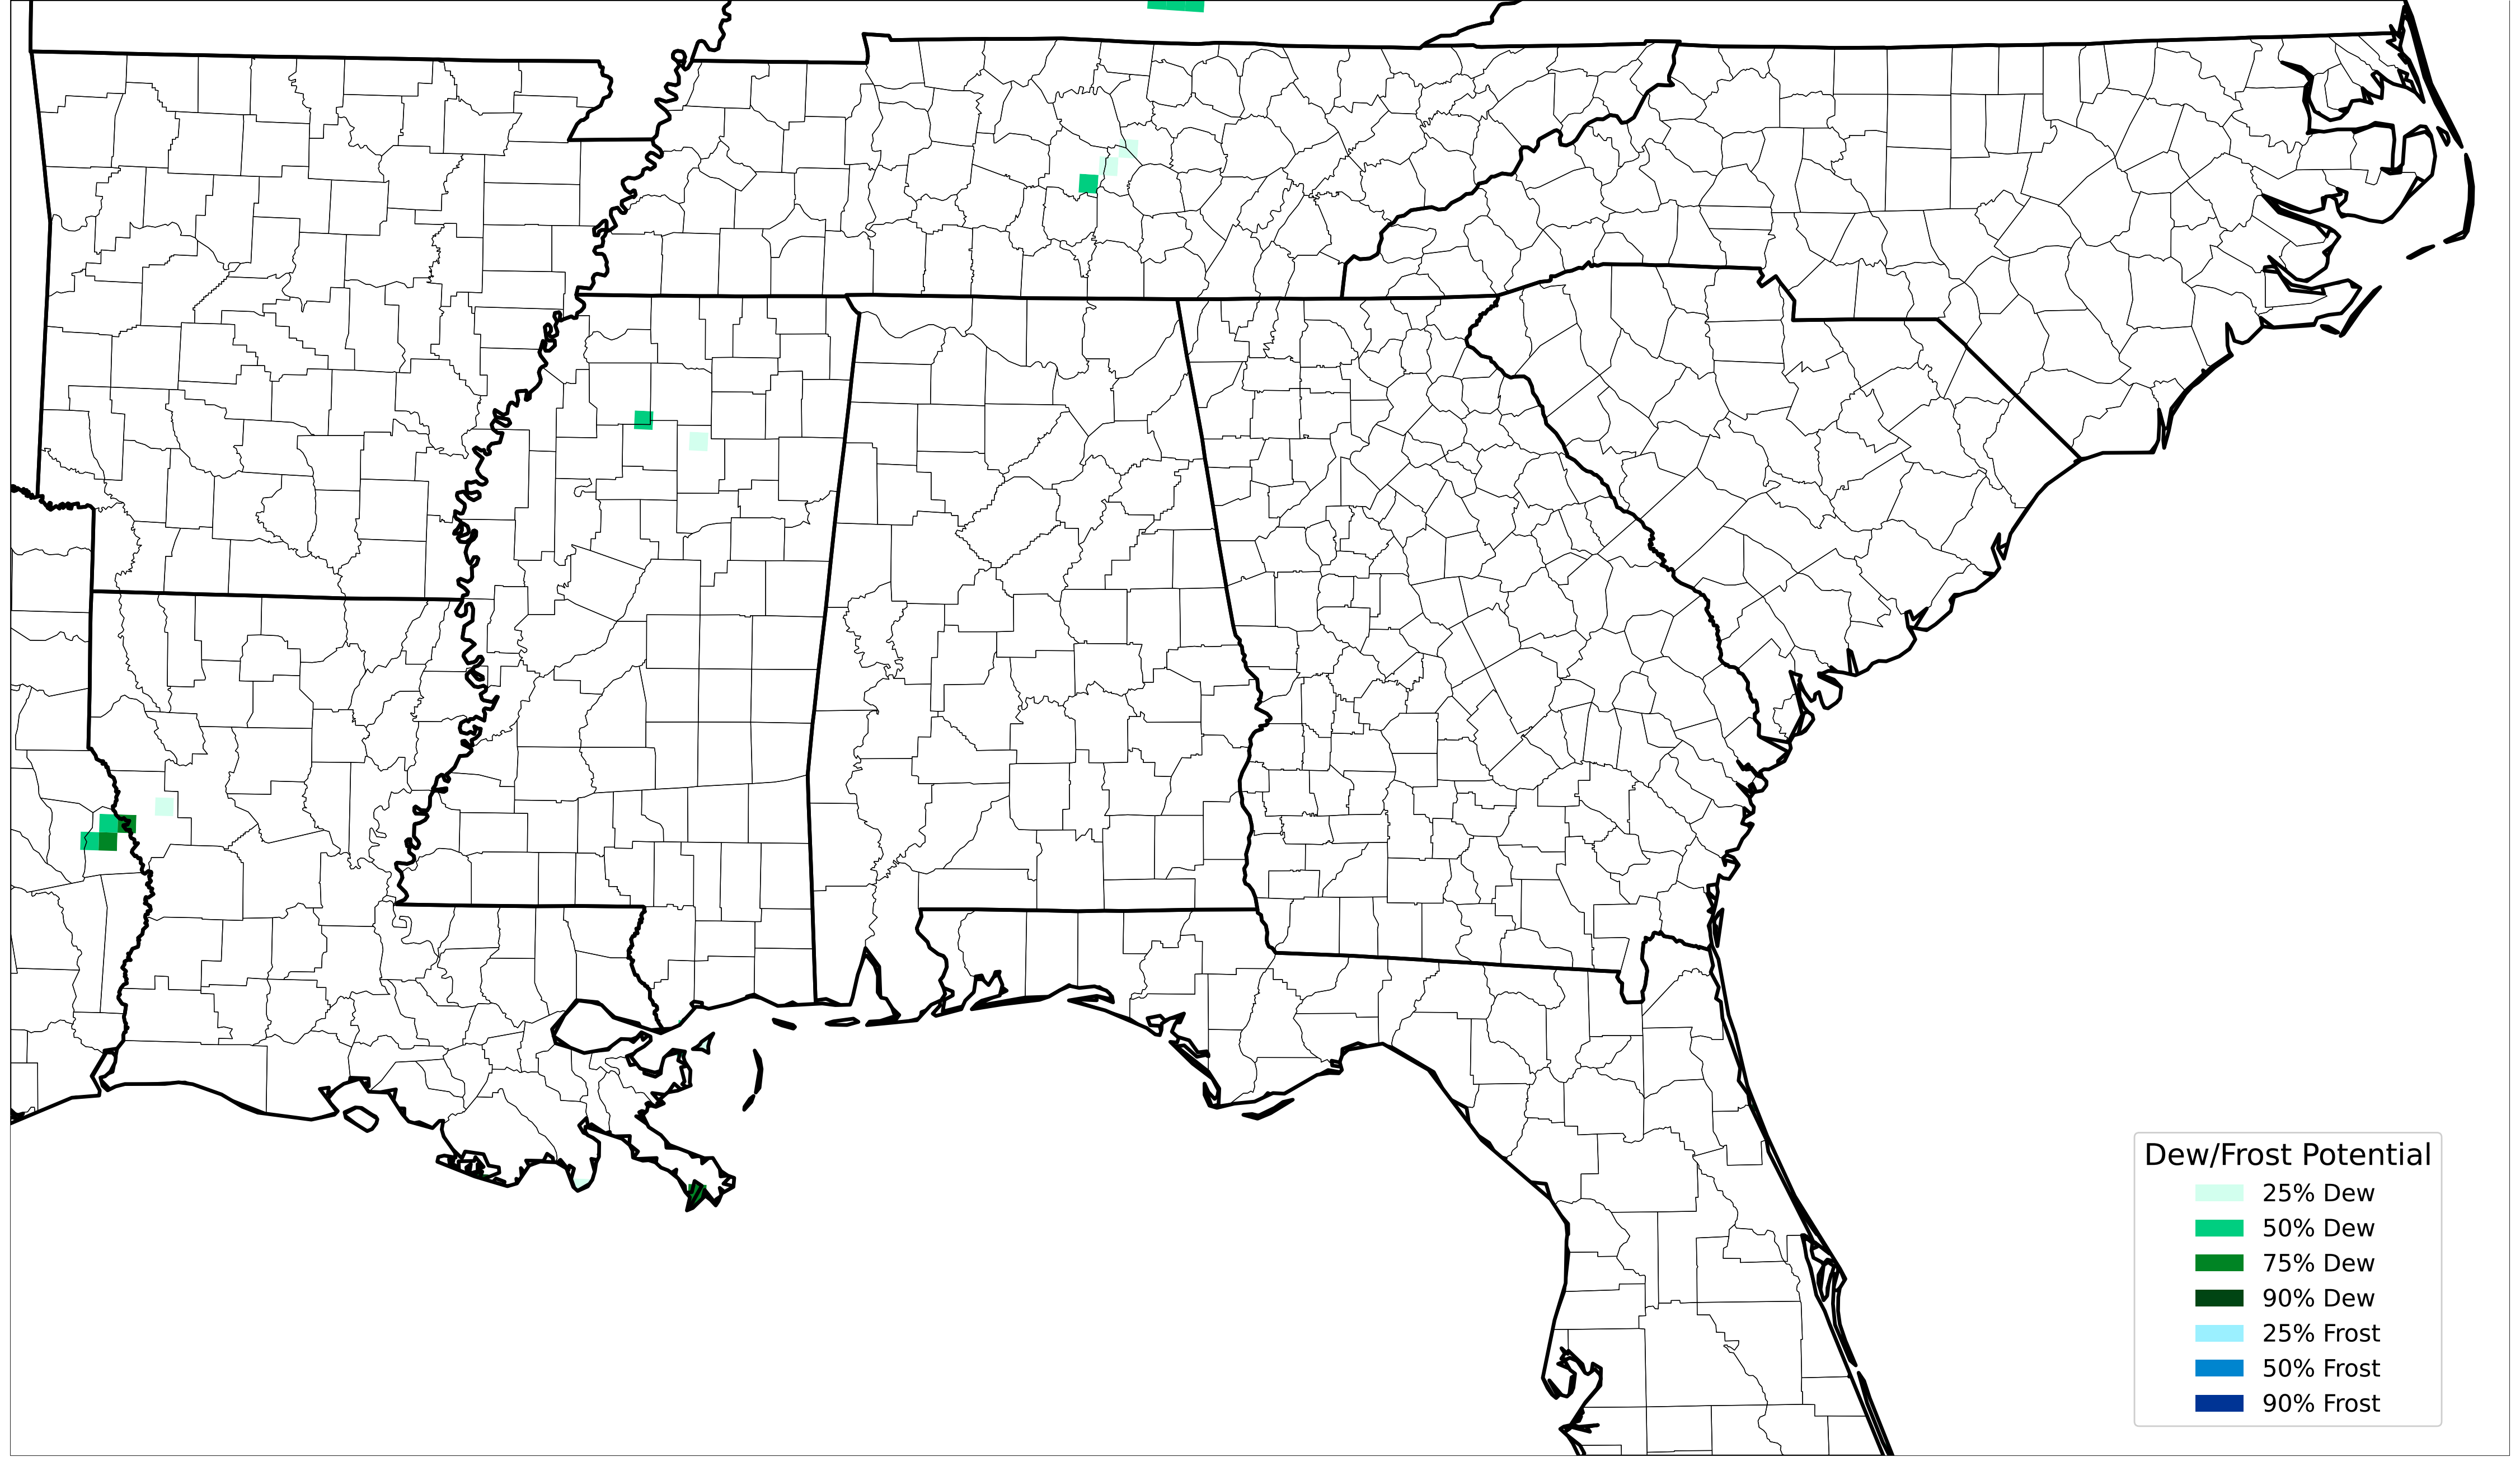 Dew/Frost Potential
25% Dew
50% Dew
75% Dew
90% Dew
25% Frost
50% Frost
90% Frost